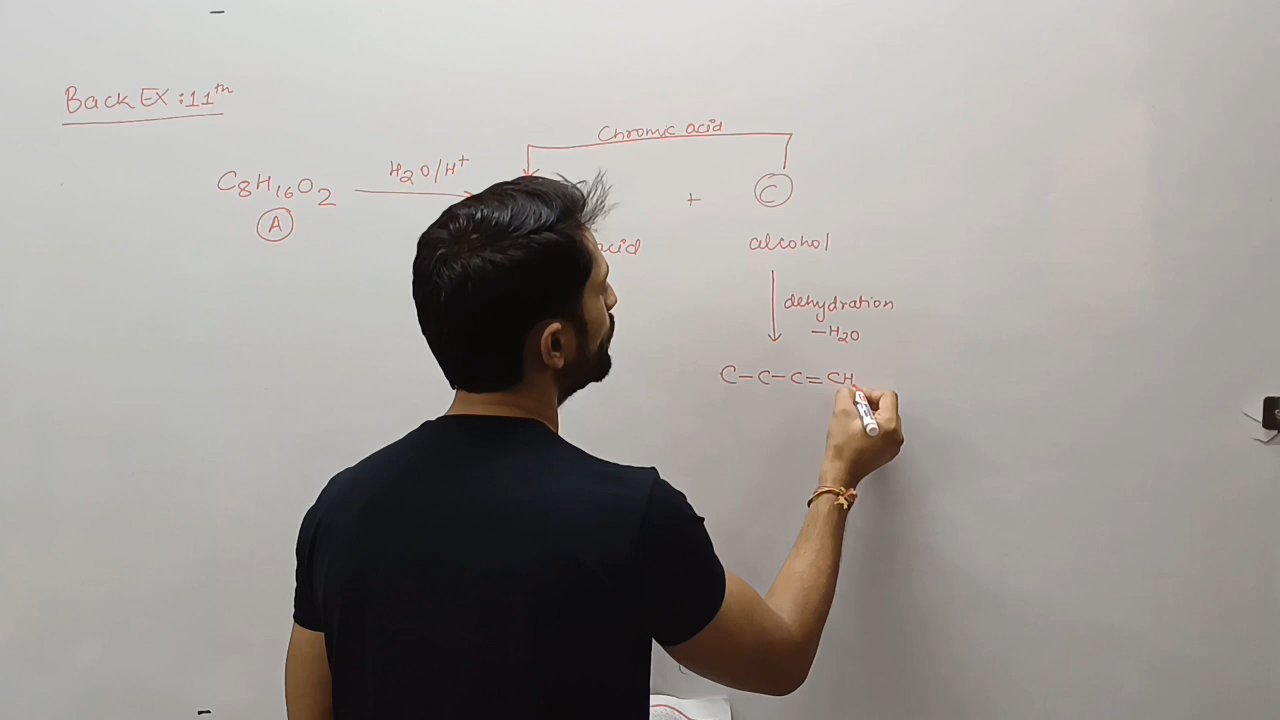 Back EX : 11th
Chromic acid
C8H16O2
H2O/H+
+
C
A
acid
alcohol
dehydration
-H2O
C-C-C=CH